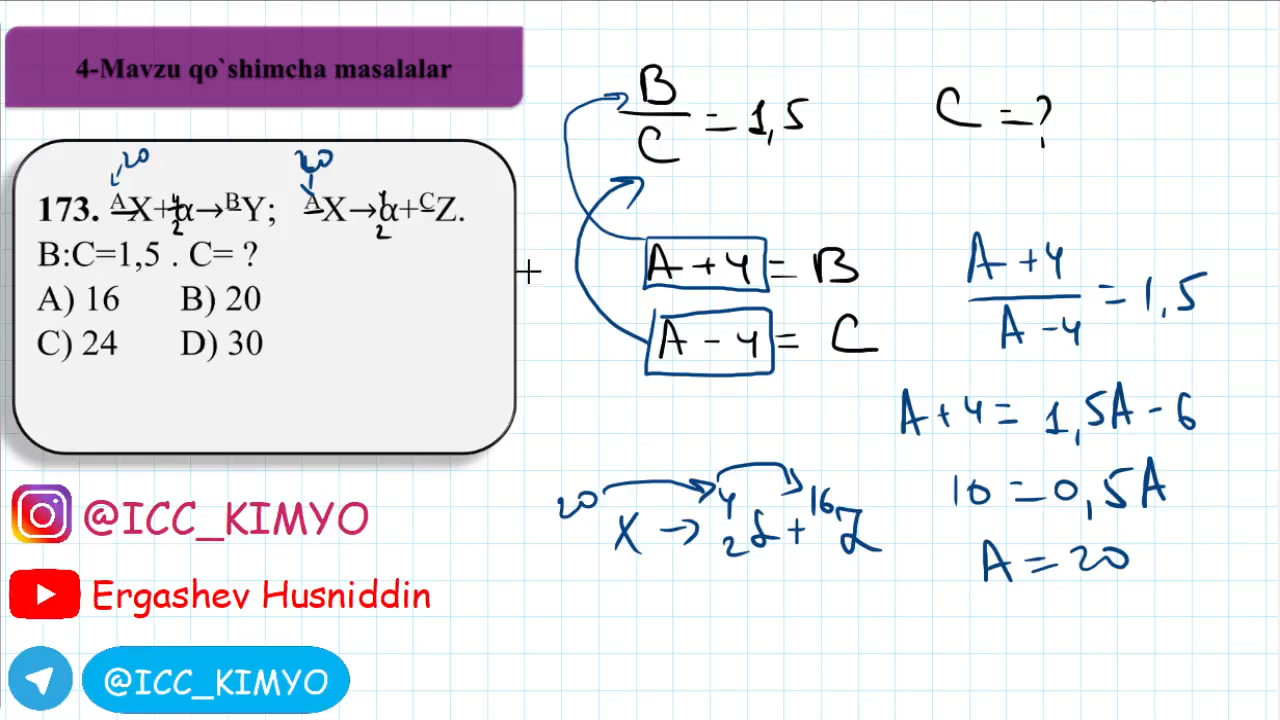 4-Mavzu qo`shimcha masalalar
20 20
173. ᴬX+⁴₂α→ᴮY; ᴬX→⁴₂α+ᶜZ.
B:C=1,5 . C= ?
A) 16 B) 20
C) 24 D) 30
@ICC_KIMYO
Ergashev Husniddin
@ICC_KIMYO
B/C = 1,5
C = ?
+
A + 4 = B
A - 4 = C
A + 4 / A - 4 = 1,5
A + 4 = 1,5A - 6
10 = 0,5A
A = 20
²⁰X → ⁴₂α + ¹⁶Z